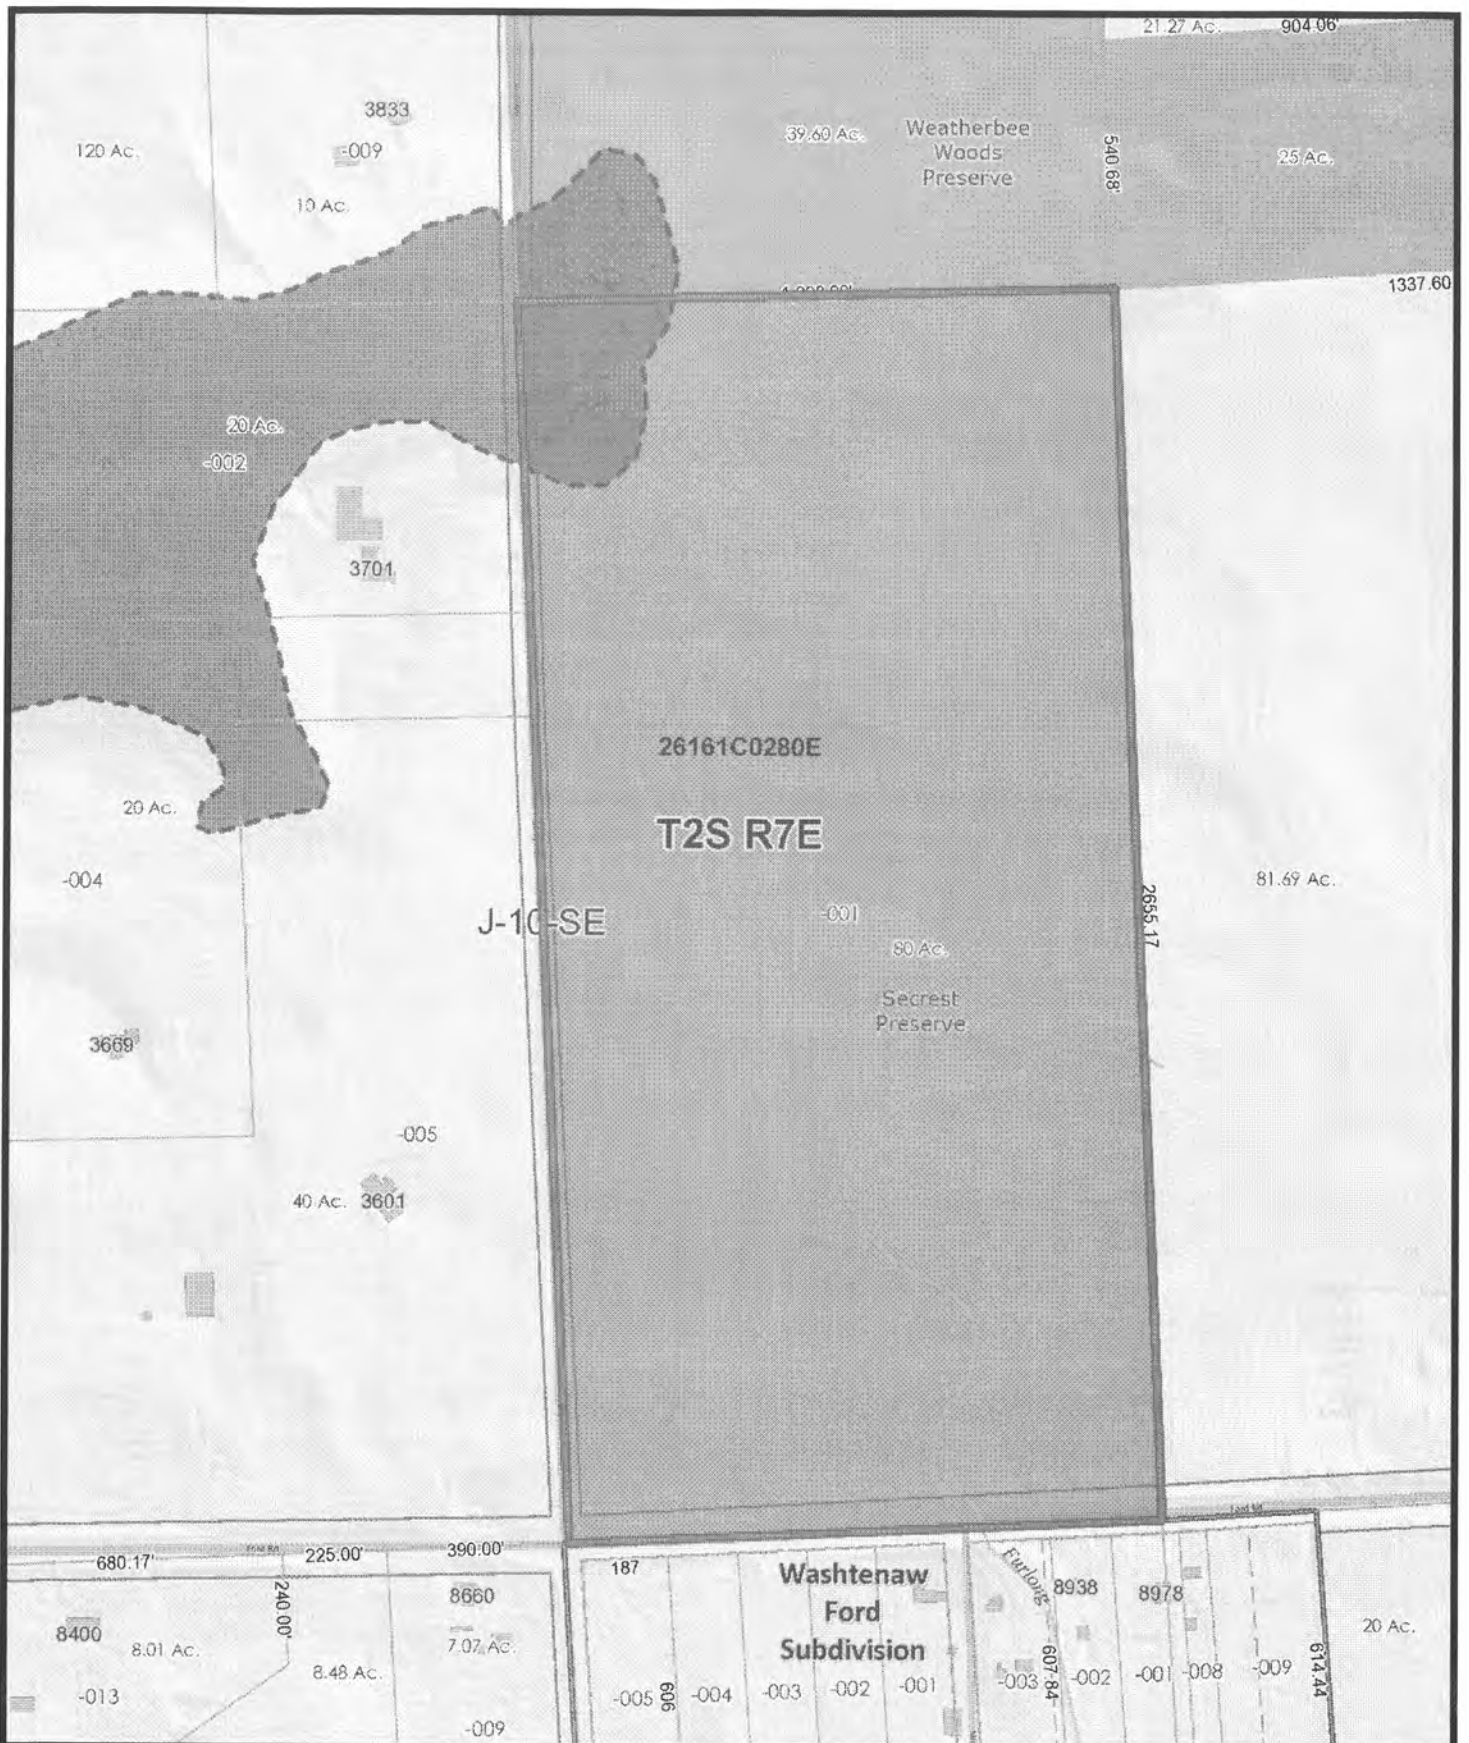 21.27 Ac.
904.06'
3833
-009
10 Ac.
120 Ac.
39.60 Ac.
Weatherbee
Woods
Preserve
540.68'
25 Ac.
1337.60
20 Ac.
-002
3701
26161C0280E
T2S R7E
20 Ac.
-004
J-10-SE
-001
80 Ac.
Secrest
Preserve
2655.17
81.69 Ac.
3669
-005
40 Ac.
3601
680.17'
225.00'
390.00'
240.00'
8400
8.01 Ac.
-013
8.48 Ac.
8660
7.07 Ac.
-009
187
Washtenaw
Ford
Subdivision
-005
606
-004
-003
-002
-001
Furlong
8938
8978
-003
607.84
-002
-001
-008
-009
614.44
20 Ac.